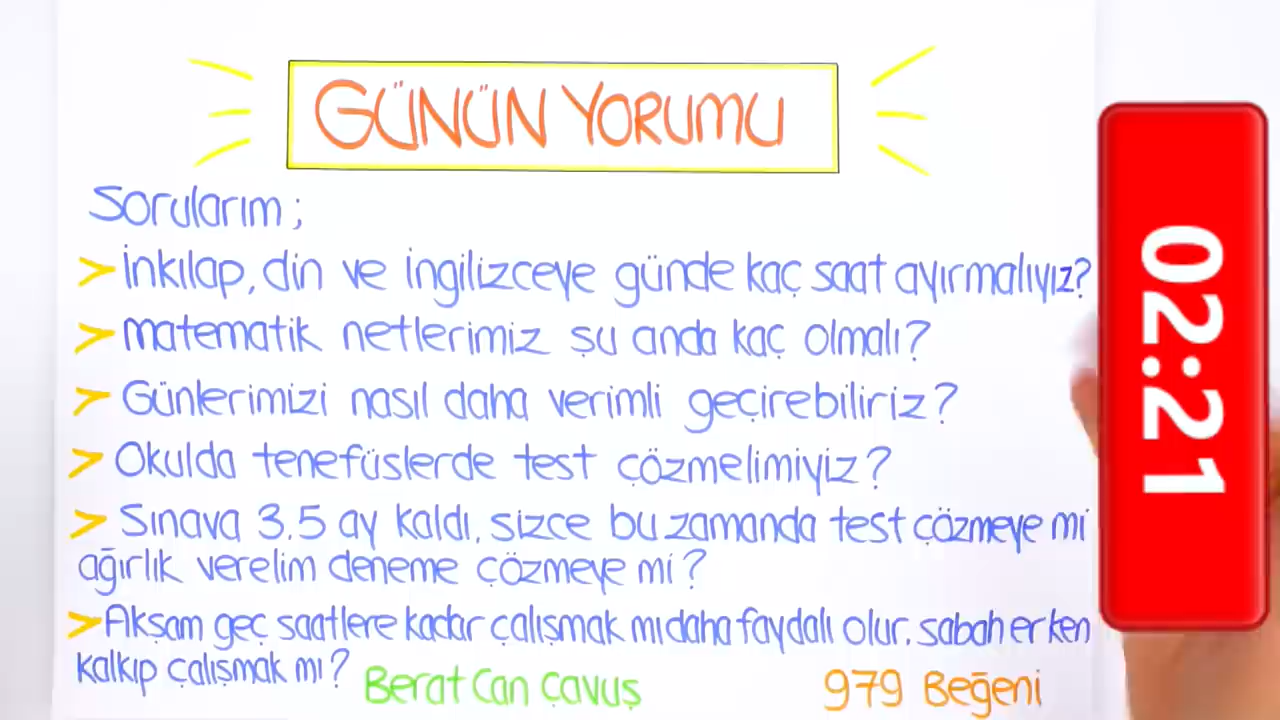 GÜNÜN YORUMU
Sorularım;
> İnkılap, din ve ingilizceye günde kaç saat ayırmalıyız?
> matematik netlerimiz şu anda kaç olmalı?
> Günlerimizi nasıl daha verimli geçirebiliriz?
> Okulda tenefüslerde test çözmelimiyiz?
> Sınava 3,5 ay kaldı, sizce bu zamanda test çözmeye mi
ağırlık verelim deneme çözmeye mi?
> Akşam geç saatlere kadar çalışmak mı daha faydalı olur, sabah erken
kalkıp çalışmak mı?
Berat Can Çavuş 979 Beğeni
02:21